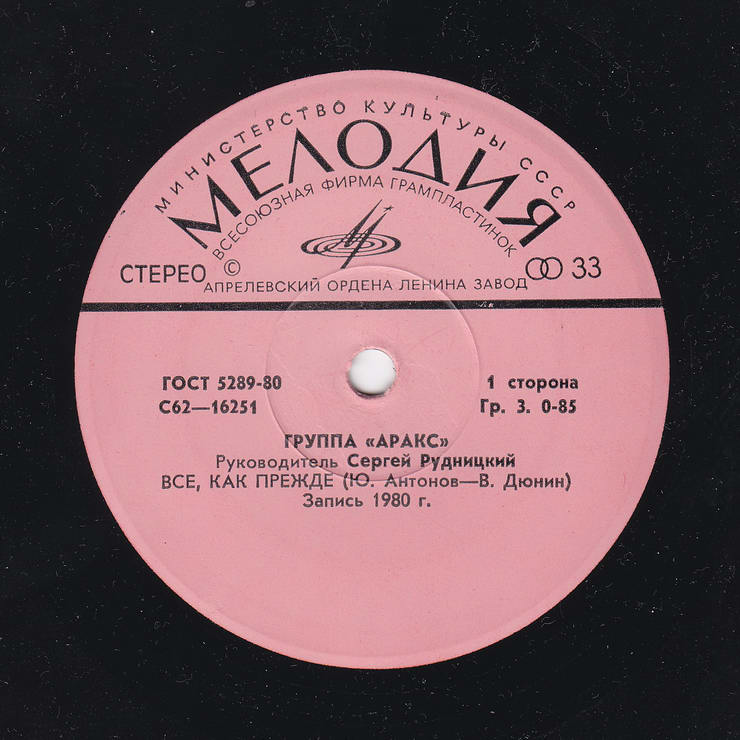 МИНИСТЕРСТВО КУЛЬТУРЫ СССР
МЕЛОДИЯ
ВСЕСОЮЗНАЯ ФИРМА ГРАМПЛАСТИНОК
СТЕРЕО © 33
АПРЕЛЕВСКИЙ ОРДЕНА ЛЕНИНА ЗАВОД
ГОСТ 5289-80 1 сторона
С62—16251 Гр. 3. 0-85
ГРУППА «АРАКС»
Руководитель Сергей Рудницкий
ВСЕ, КАК ПРЕЖДЕ (Ю. Антонов—В. Дюнин)
Запись 1980 г.